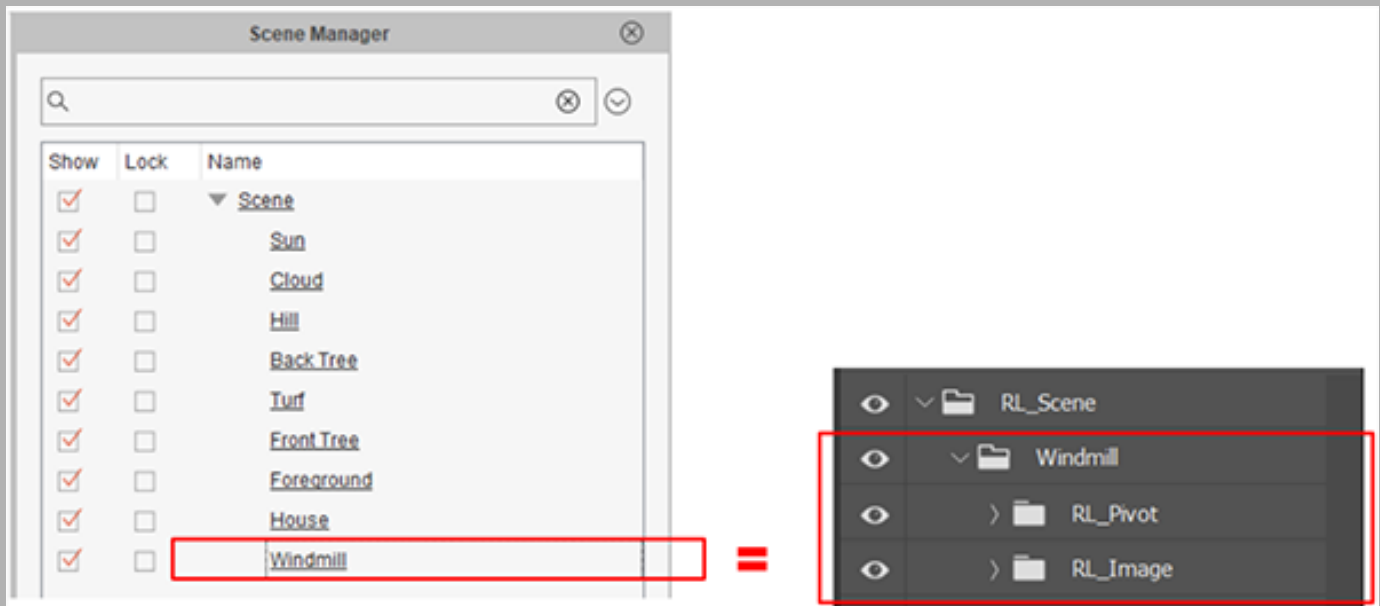 Scene Manager
Show Lock Name
Scene
Sun
Cloud
Hill
Back Tree
Turf
Front Tree
Foreground
House
Windmill
=
RL_Scene
Windmill
RL_Pivot
RL_Image